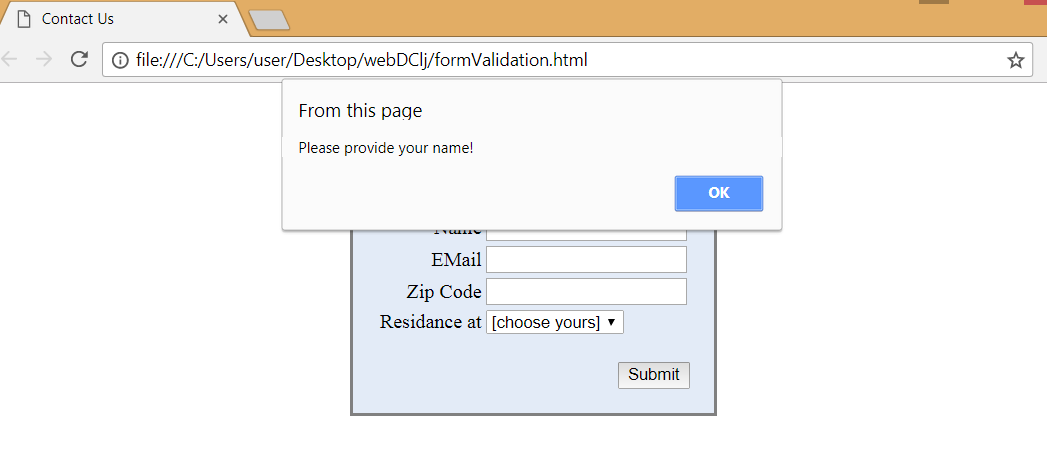 Contact Us
file:///C:/Users/user/Desktop/webDClj/formValidation.html
From this page
Please provide your name!
OK
Name
EMail
Zip Code
Residance at [choose yours]
Submit